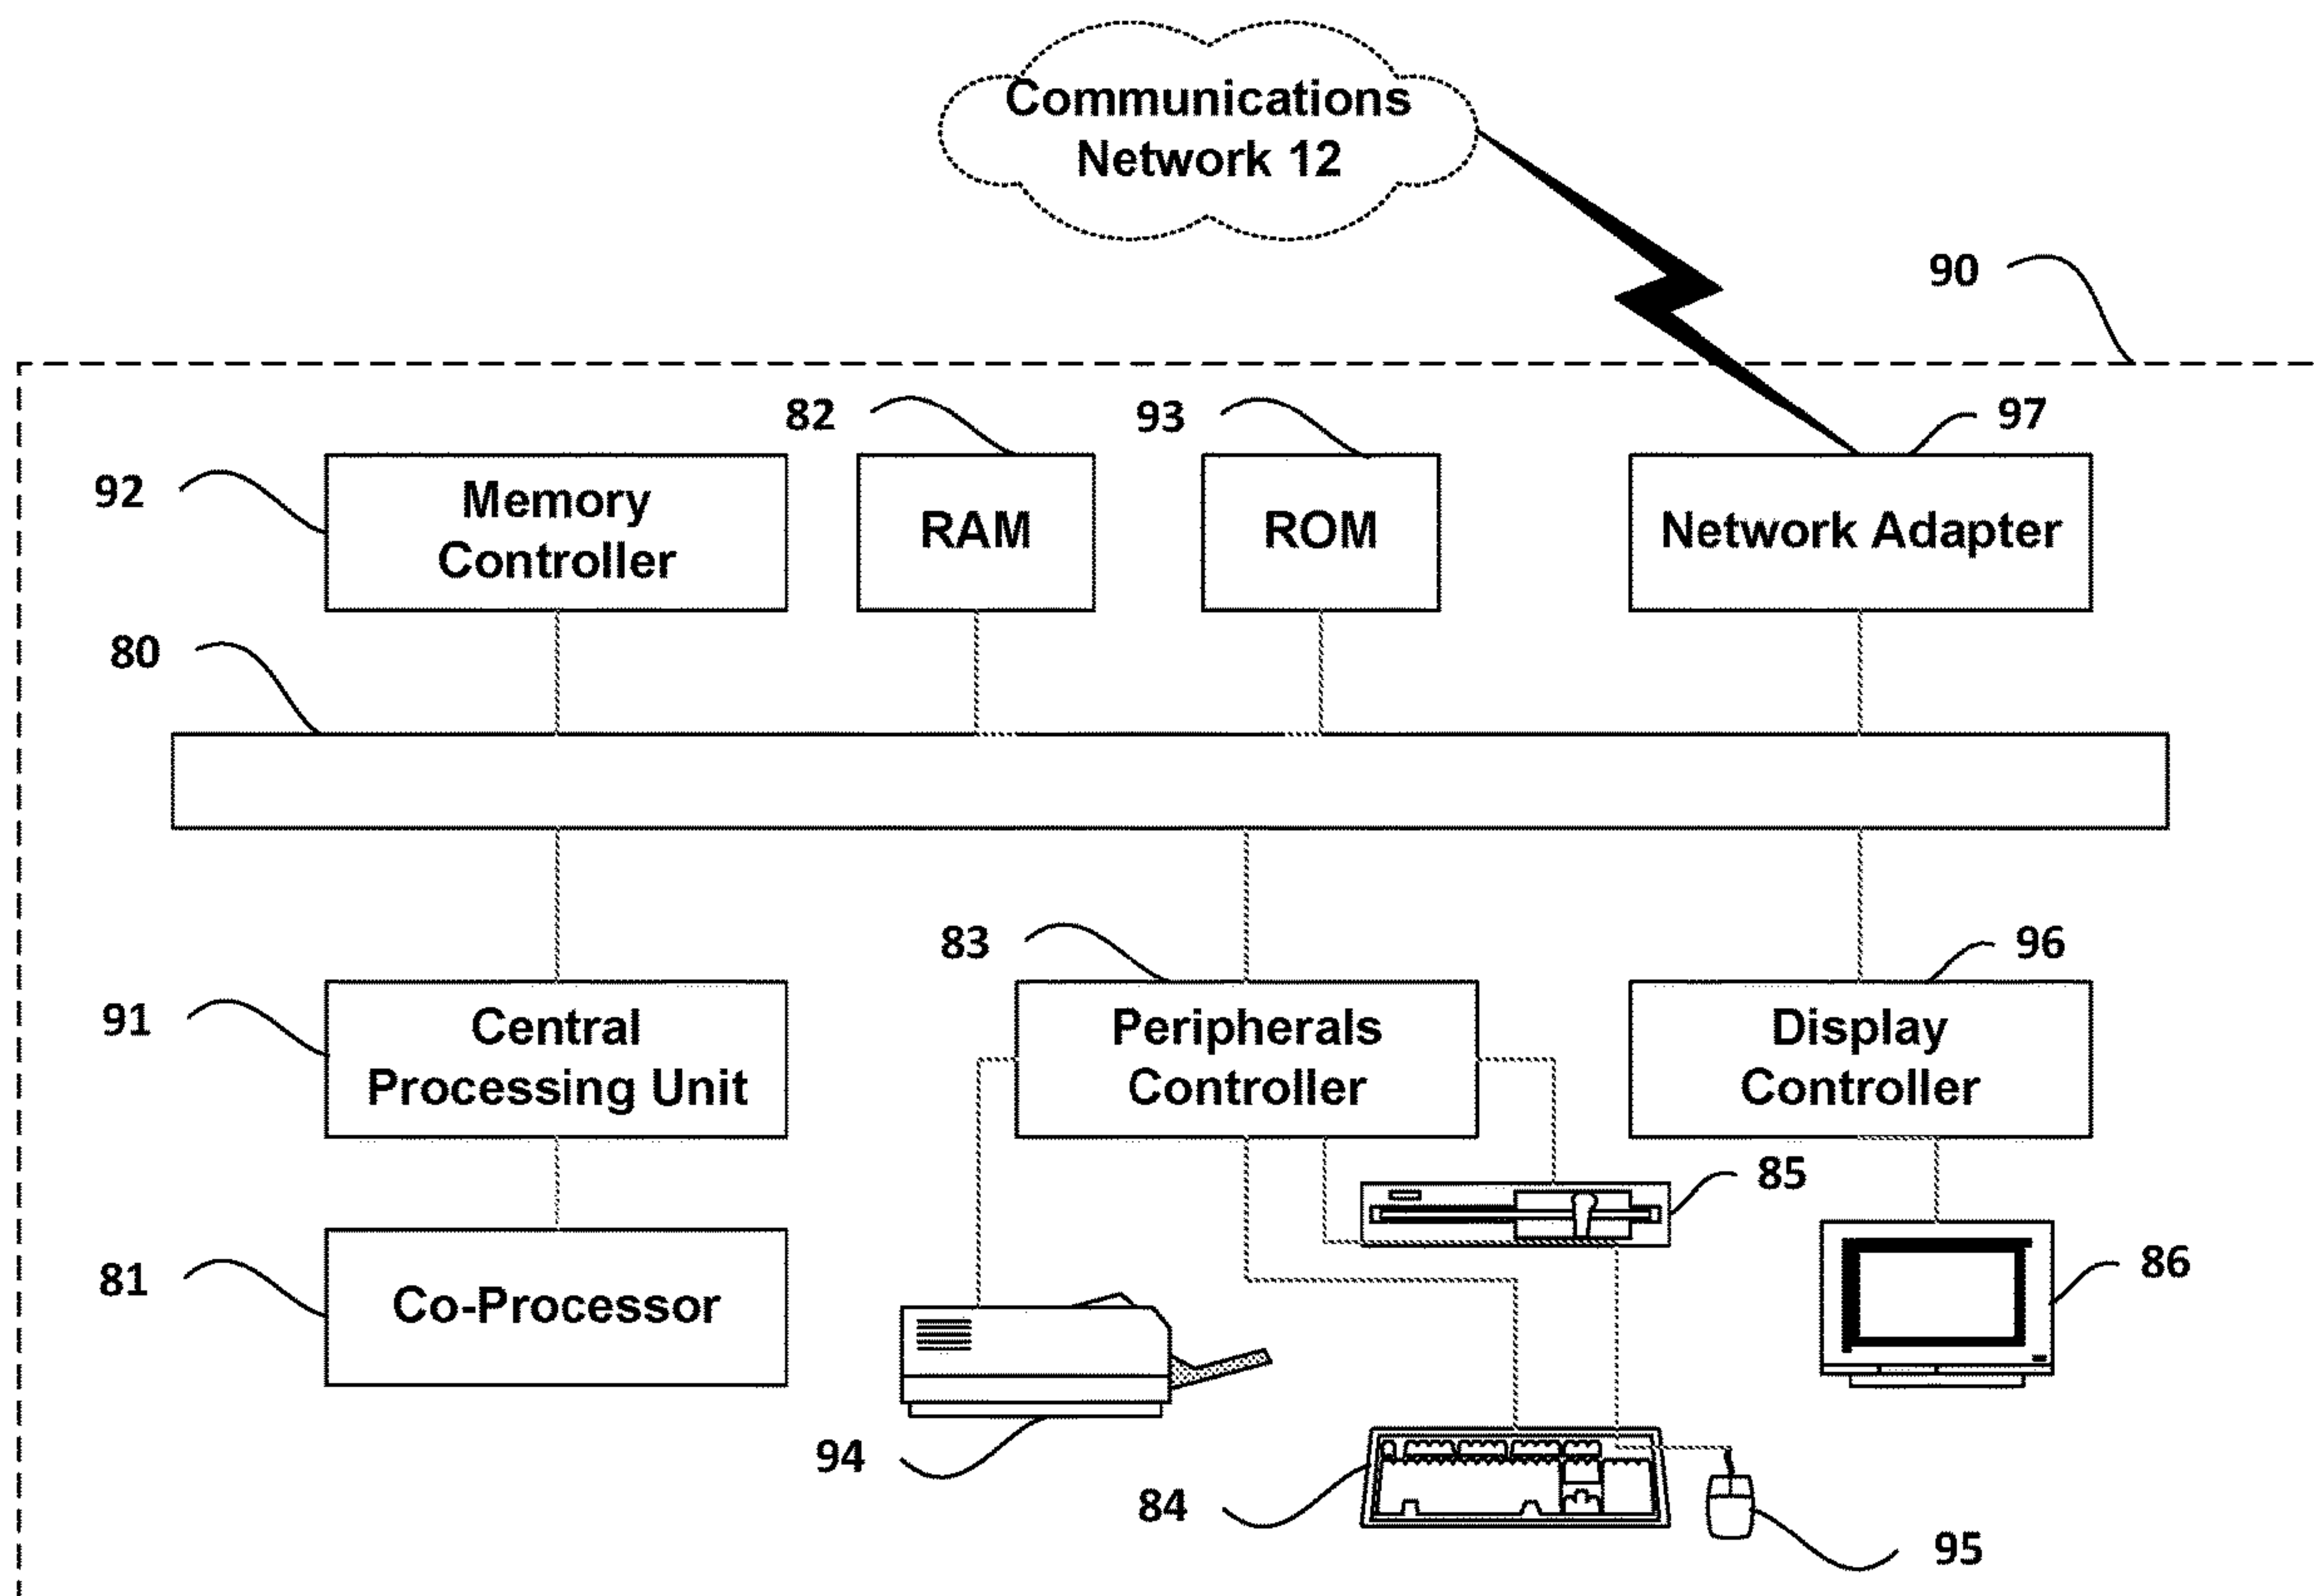 Communications
Network 12
90
82
93
97
92
Memory
Controller
RAM
ROM
Network Adapter
80
83
96
91
Central
Processing Unit
Peripherals
Controller
Display
Controller
85
81
Co-Processor
86
94
84
95